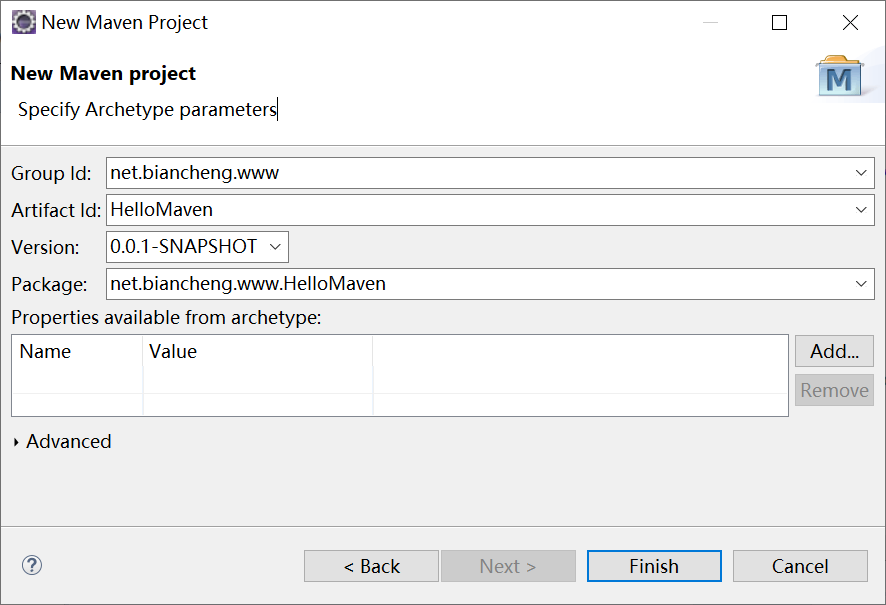 New Maven Project
New Maven project
Specify Archetype parameters
M
Group Id: net.biancheng.www
Artifact Id: HelloMaven
Version: 0.0.1-SNAPSHOT
Package: net.biancheng.www.HelloMaven
Properties available from archetype:
Name Value
Add...
Remove
Advanced
? < Back Next > Finish Cancel